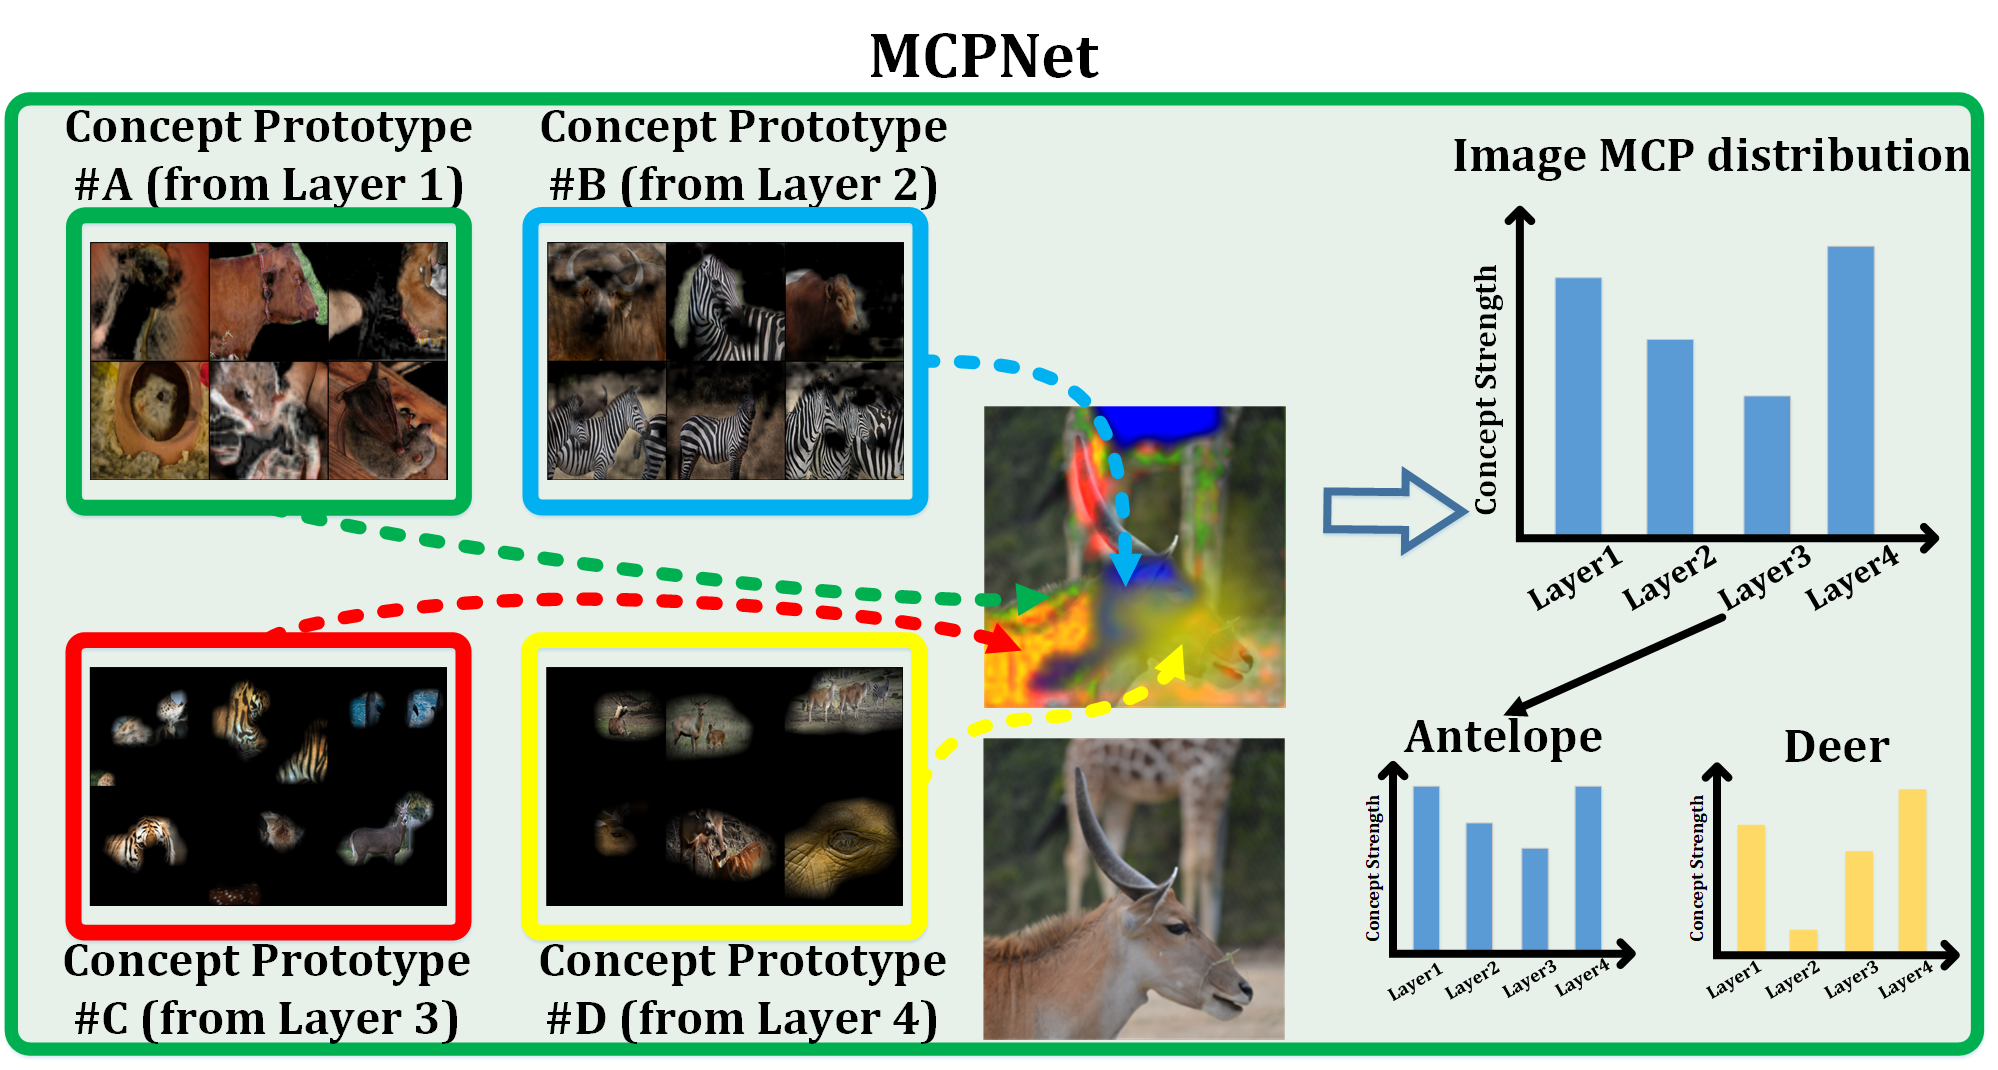 MCPNet
Concept Prototype
#A (from Layer 1)
Concept Prototype
#B (from Layer 2)
Image MCP distribution
Concept Strength
Layer1
Layer2
Layer3
Layer4
Concept Prototype
#C (from Layer 3)
Concept Prototype
#D (from Layer 4)
Antelope
Concept Strength
Layer1
Layer2
Layer3
Layer4
Deer
Concept Strength
Layer1
Layer2
Layer3
Layer4